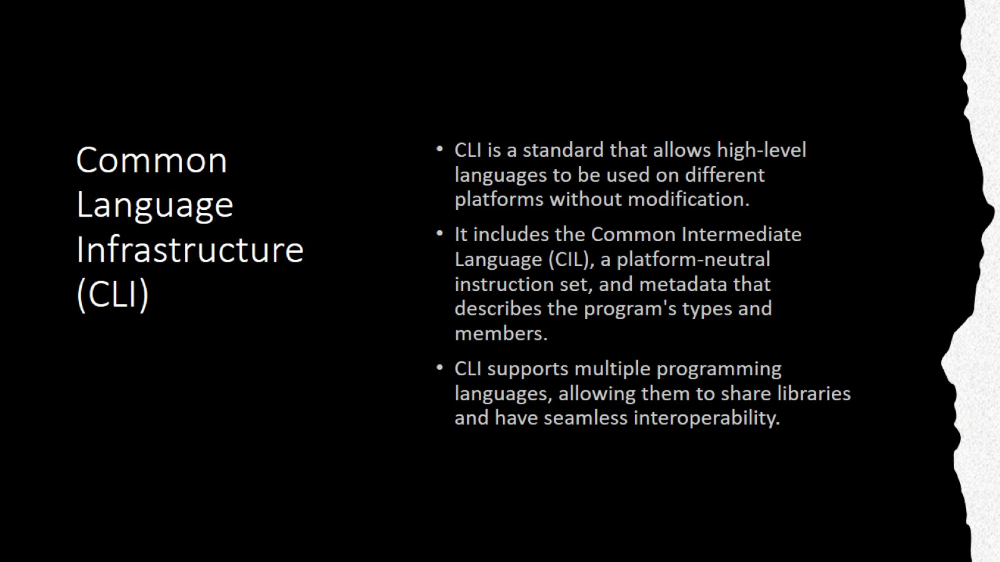 Common
Language
Infrastructure
(CLI)
• CLI is a standard that allows high-level
languages to be used on different
platforms without modification.
• It includes the Common Intermediate
Language (CIL), a platform-neutral
instruction set, and metadata that
describes the program's types and
members.
• CLI supports multiple programming
languages, allowing them to share libraries
and have seamless interoperability.